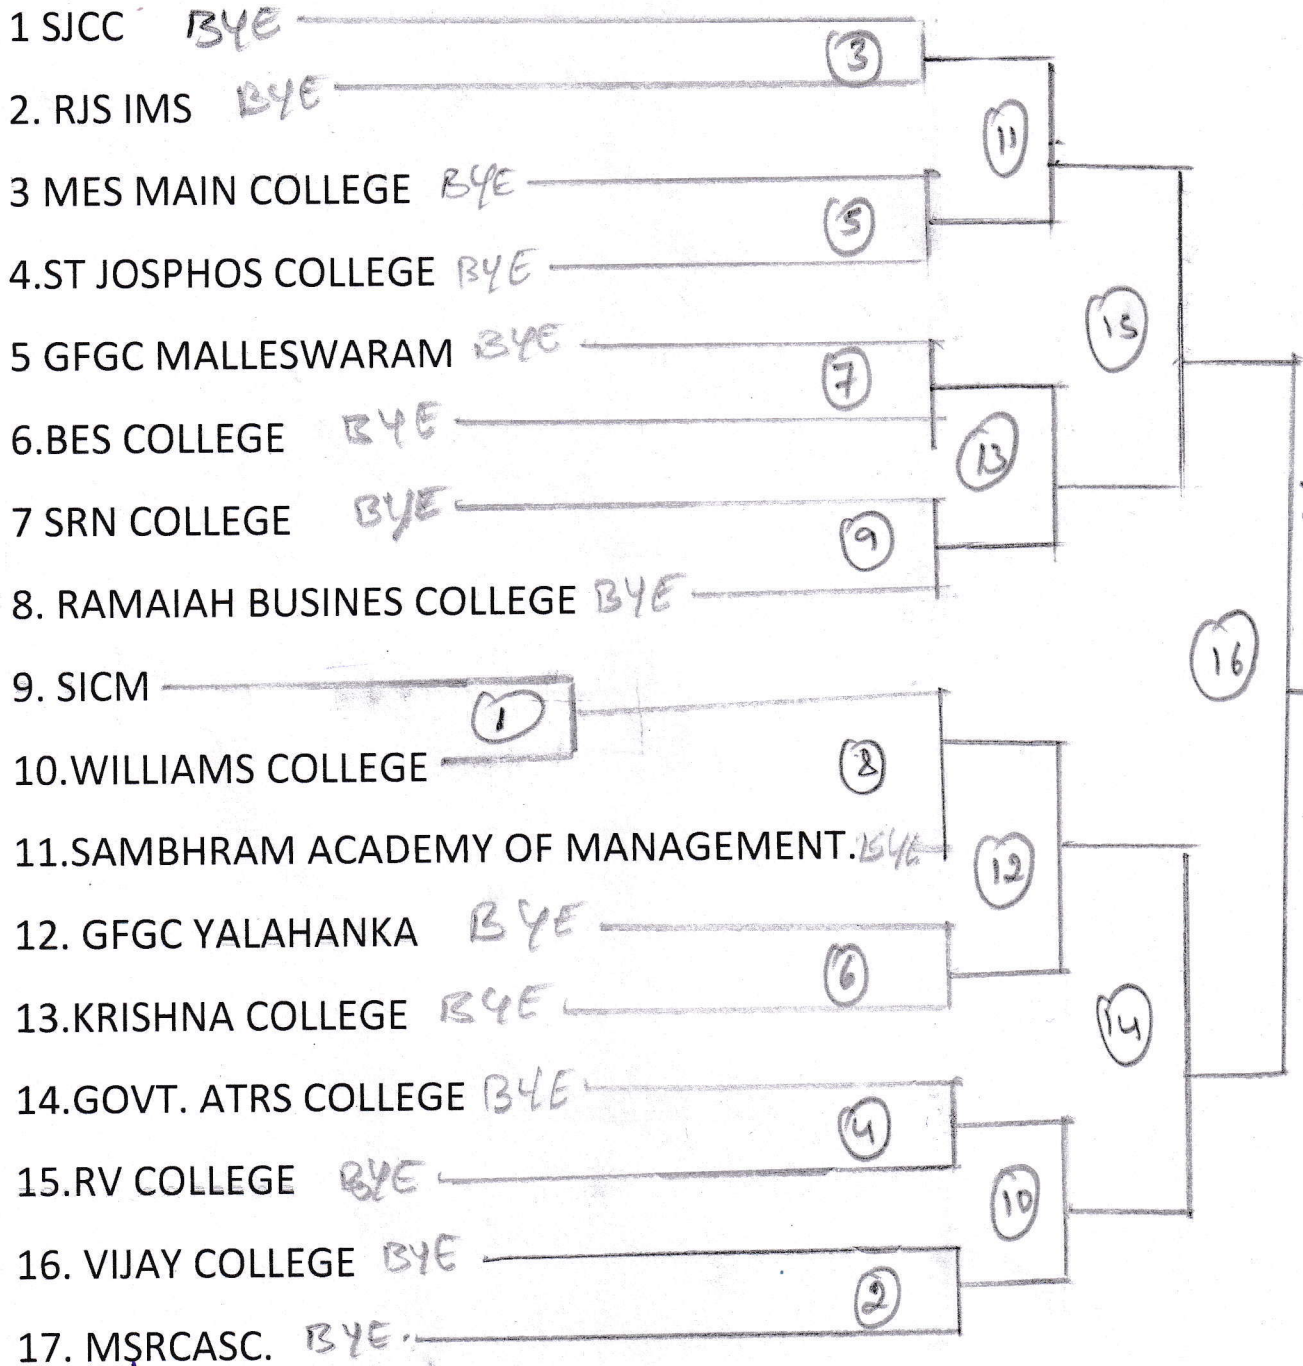 1 SJCC BYE
3
2. RJS IMS BYE
11
3 MES MAIN COLLEGE BYE
5
4.ST JOSPHOS COLLEGE BYE
15
5 GFGC MALLESWARAM BYE
7
6.BES COLLEGE BYE
13
7 SRN COLLEGE BYE
9
8. RAMAIAH BUSINES COLLEGE BYE
16
9. SICM
1
10.WILLIAMS COLLEGE
8
11.SAMBHRAM ACADEMY OF MANAGEMENT. BYE
12
12. GFGC YALAHANKA BYE
6
13.KRISHNA COLLEGE BYE
14
14.GOVT. ATRS COLLEGE BYE
4
15.RV COLLEGE BYE
10
16. VIJAY COLLEGE BYE
2
17. MSRCASC. BYE.